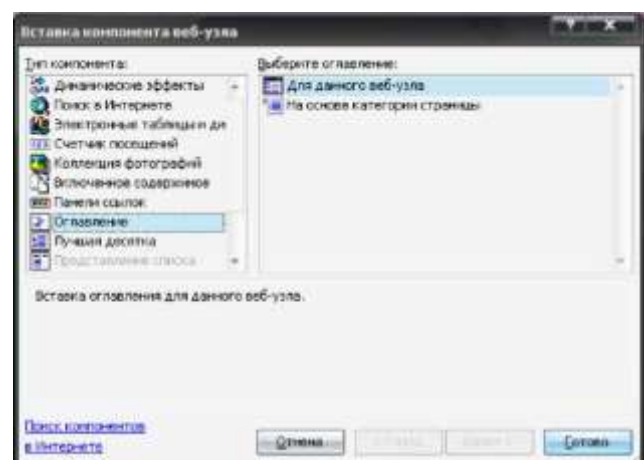 Вставка компонента веб-узла
Тип компонента:
Динамические эффекты
Поиск в Интернете
Электронные таблицы и ди
Счетчик посещений
Коллекция фотографий
Включенное содержимое
Панели ссылок
Оглавление
Лучшая десятка
Представление списка
Выберите оглавление:
Для данного веб-узла
На основе категории страницы
Вставка оглавления для данного веб-узла.
Поиск компонентов
в Интернете
Отмена
Готово